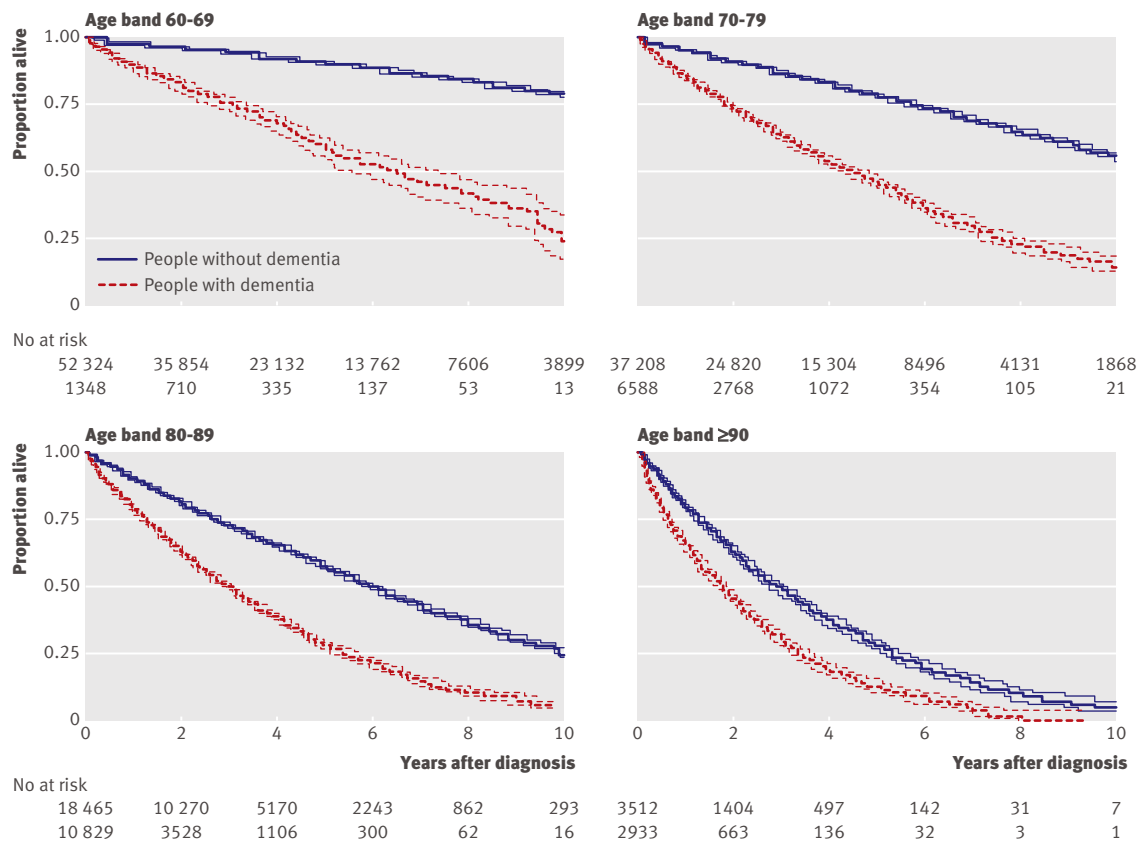 Age band 60-69
Proportion alive
1.00
0.75
0.50
0.25
0
People without dementia
People with dementia
Age band 70-79
No at risk
52 324 35 854 23 132 13 762 7606 3899
1348 710 335 137 53 13
37 208 24 820 15 304 8496 4131 1868
6588 2768 1072 354 105 21
Age band 80-89
Proportion alive
1.00
0.75
0.50
0.25
0
0 2 4 6 8 10
Years after diagnosis
Age band ≥90
0 2 4 6 8 10
Years after diagnosis
No at risk
18 465 10 270 5170 2243 862 293
10 829 3528 1106 300 62 16
3512 1404 497 142 31 7
2933 663 136 32 3 1